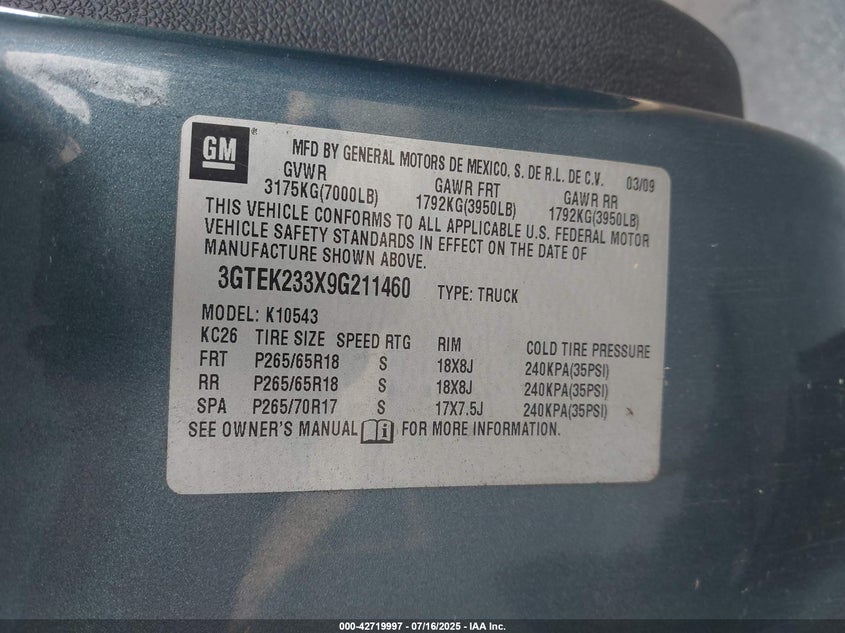 GM ®
MFD BY GENERAL MOTORS DE MEXICO, S. DE R.L. DE C.V. 03/09
GVWR GAWR FRT GAWR RR
3175KG(7000LB) 1792KG(3950LB) 1792KG(3950LB)
THIS VEHICLE CONFORMS TO ALL APPLICABLE U.S. FEDERAL MOTOR
VEHICLE SAFETY STANDARDS IN EFFECT ON THE DATE OF
MANUFACTURE SHOWN ABOVE.
3GTEK233X9G211460 TYPE: TRUCK
MODEL: K10543
KC26 TIRE SIZE SPEED RTG RIM COLD TIRE PRESSURE
FRT P265/65R18 S 18X8J 240KPA(35PSI)
RR P265/65R18 S 18X8J 240KPA(35PSI)
SPA P265/70R17 S 17X7.5J 240KPA(35PSI)
SEE OWNER'S MANUAL i FOR MORE INFORMATION.
000-42719997 - 07/16/2025 - IAA Inc.